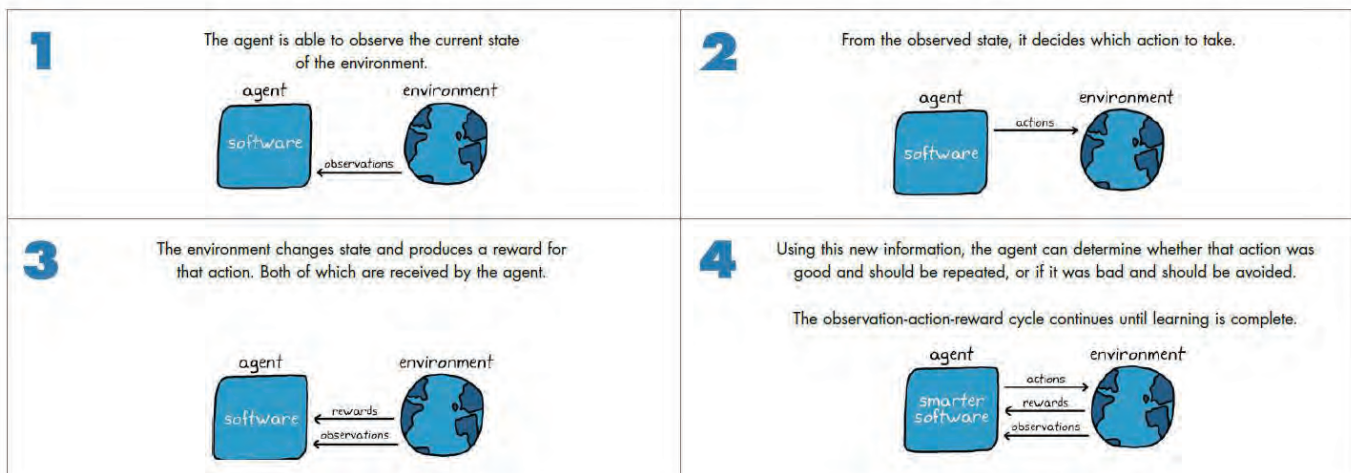 1
The agent is able to observe the current state
of the environment.
agent
environment
software
observations
2
From the observed state, it decides which action to take.
agent
environment
actions
software
3
The environment changes state and produces a reward for
that action. Both of which are received by the agent.
agent
environment
software
rewards
observations
4
Using this new information, the agent can determine whether that action was
good and should be repeated, or if it was bad and should be avoided.
The observation-action-reward cycle continues until learning is complete.
agent
environment
smarter
software
actions
rewards
observations